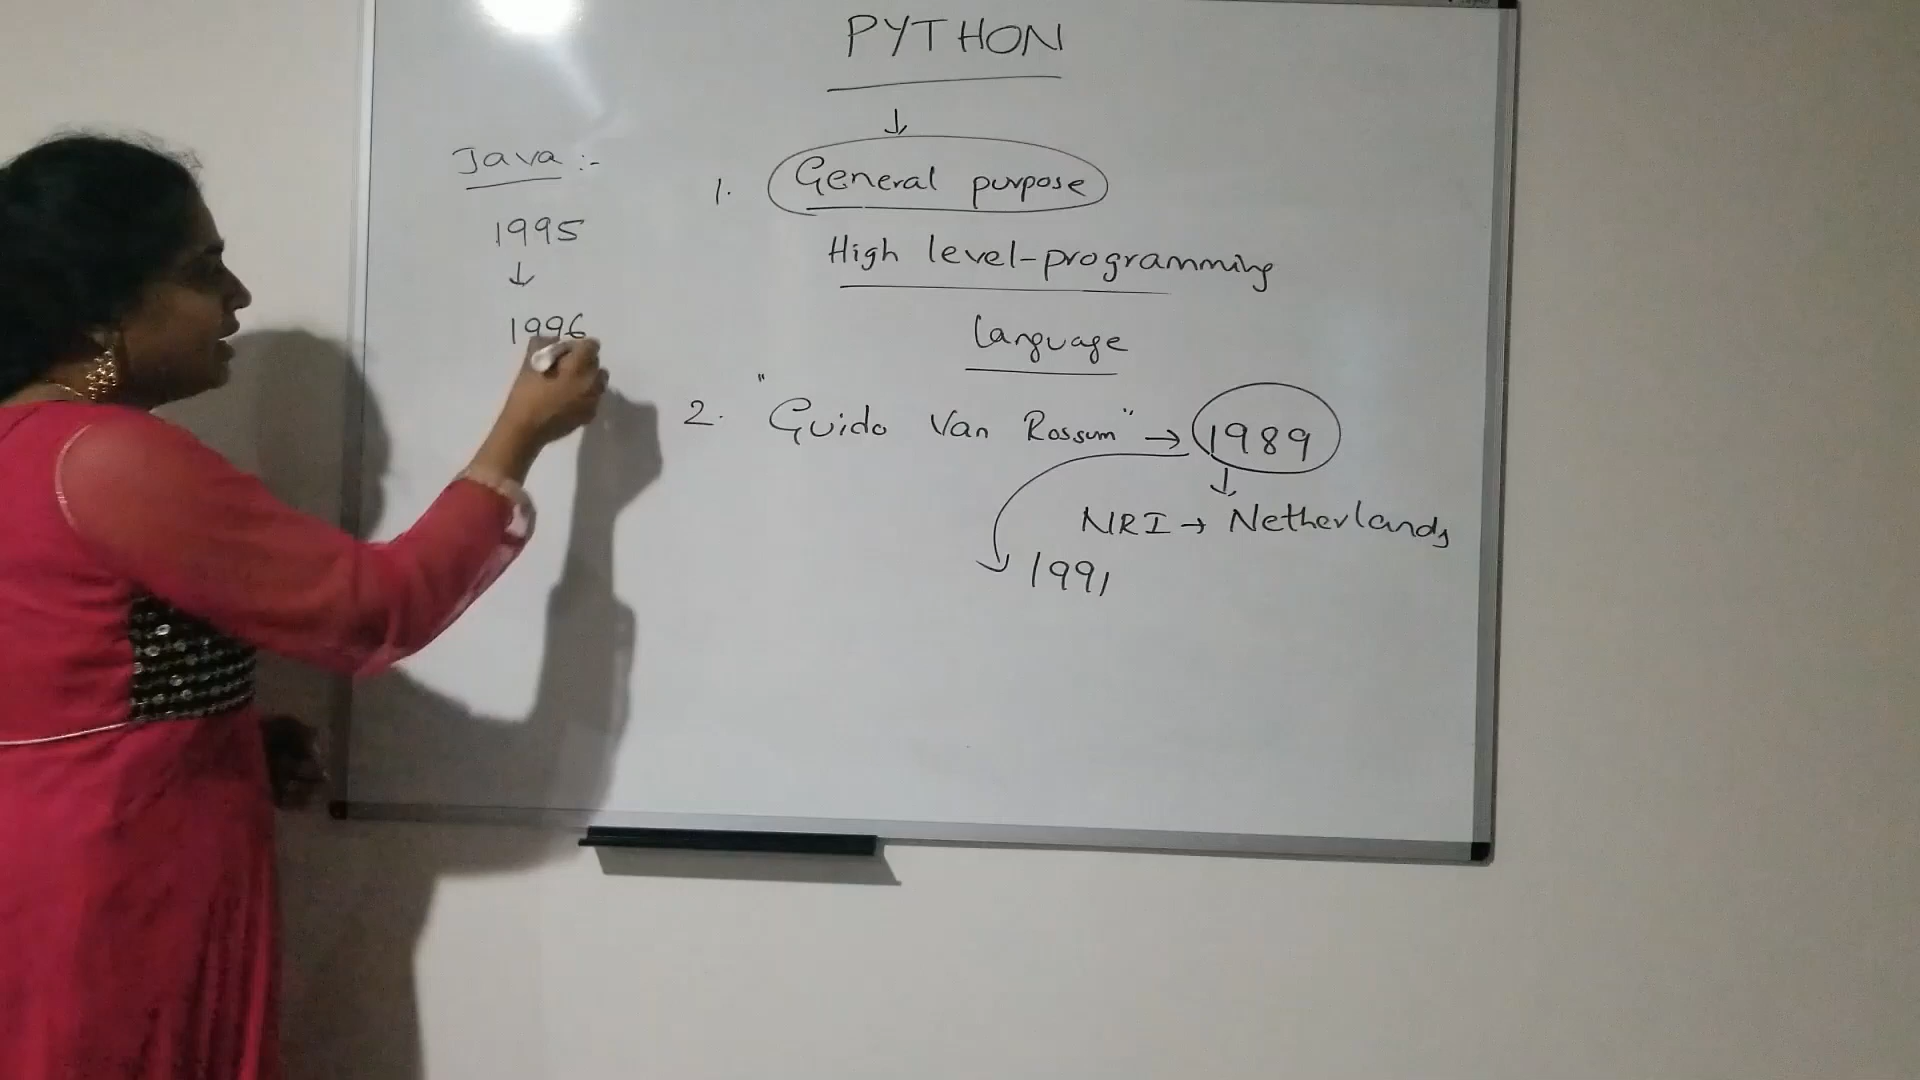 PYTHON
↓
1. General purpose
High level-programming
Language
2. "Guido Van Rossum" → 1989
↓
NRI → Netherlands
1991
Java :-
1995
↓
1996